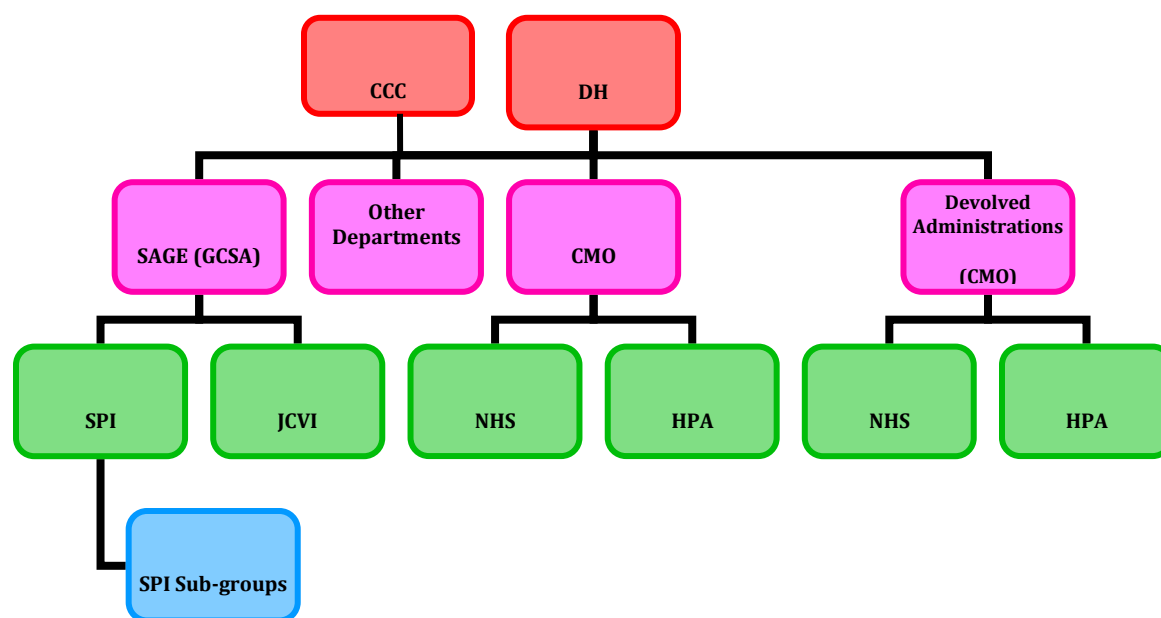 CCC
DH
SAGE (GCSA)
Other
Departments
CMO
Devolved
Administrations
(CMO)
SPI
JCVI
NHS
HPA
NHS
HPA
SPI Sub-groups